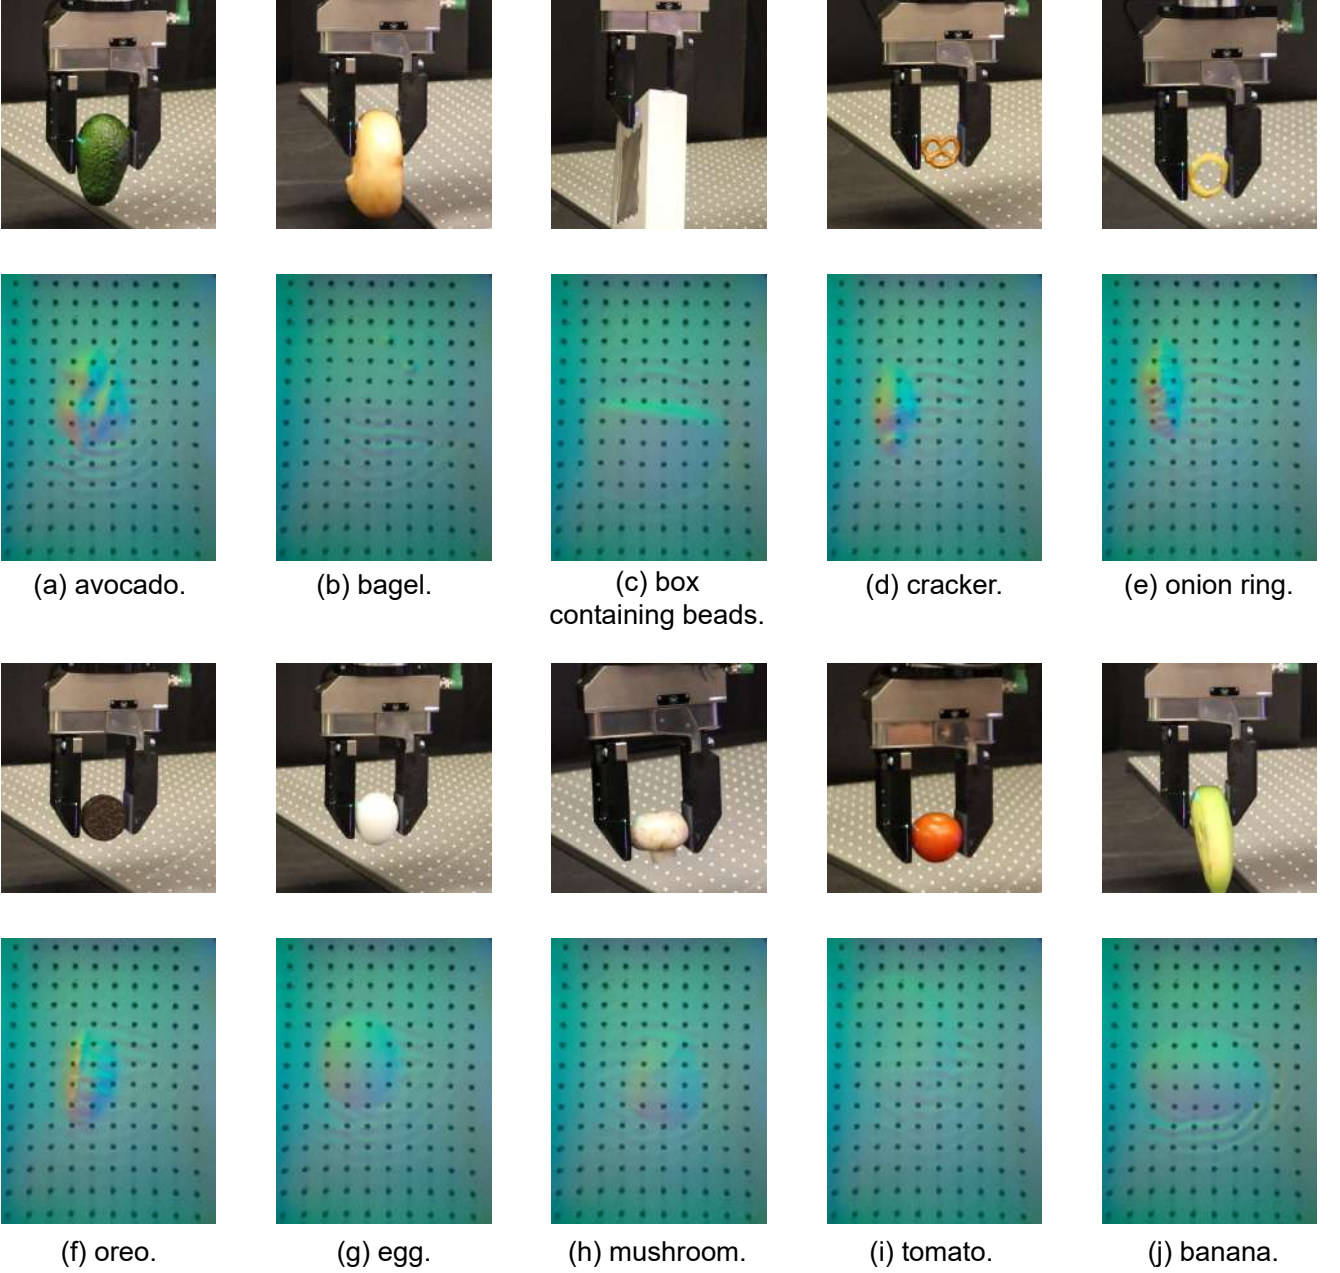 (a) avocado.
(b) bagel.
(c) box
containing beads.
(d) cracker.
(e) onion ring.
(f) oreo.
(g) egg.
(h) mushroom.
(i) tomato.
(j) banana.